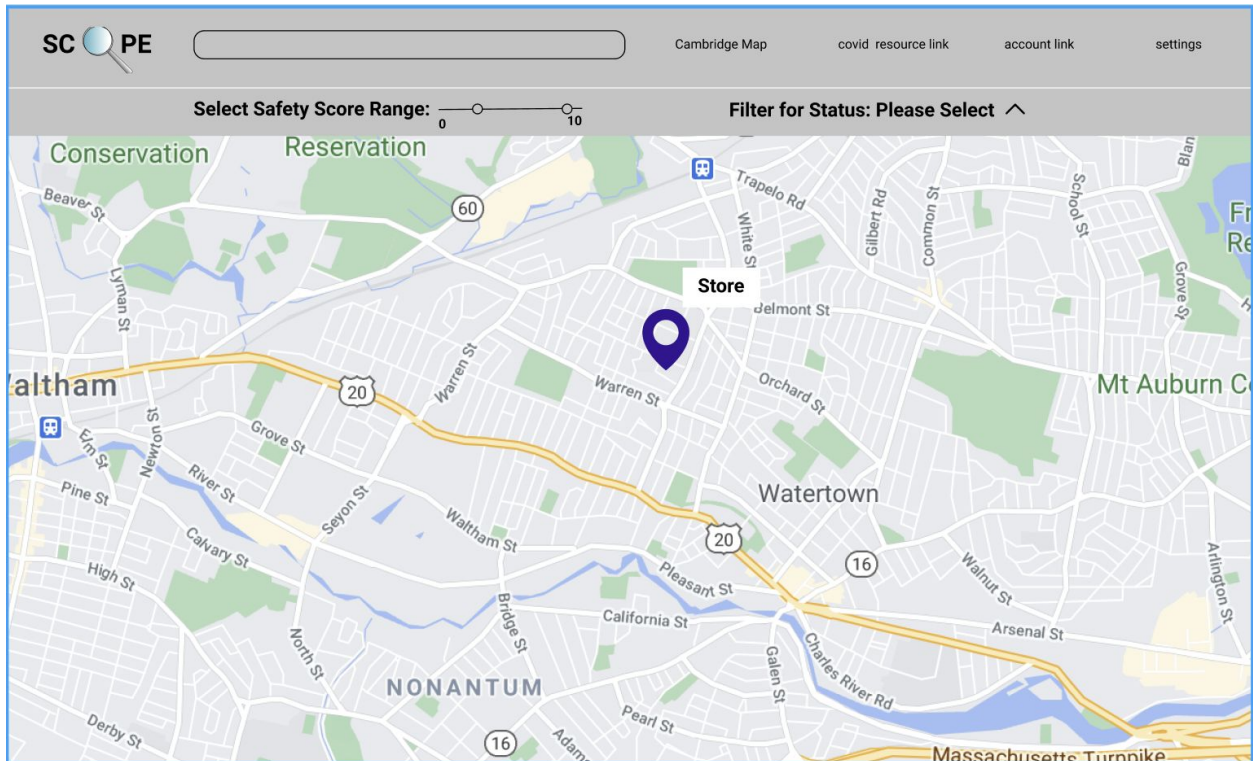 SC PE
Cambridge Map
covid resource link
account link
settings
Select Safety Score Range:
0
10
Filter for Status: Please Select
Conservation
Reservation
Beaver St
60
Trapelo Rd
White St
Gilbert Rd
Common St
School St
Blan
Fr
Re
Grove St
Lyman St
Store
Belmont St
Warren St
Warren St
Orchard St
altham
20
Mt Auburn C
Newton St
Elm St
Grove St
River St
Pine St
Seyon St
Waltham St
Calvary St
High St
Watertown
20
16
Pleasant St
Walnut St
Arlington St
Bridge St
California St
Arsenal St
North St
Galen St
Charles River Rd
NONANTUM
Pearl St
Derby St
16
Adams
Massachusetts Turnpike